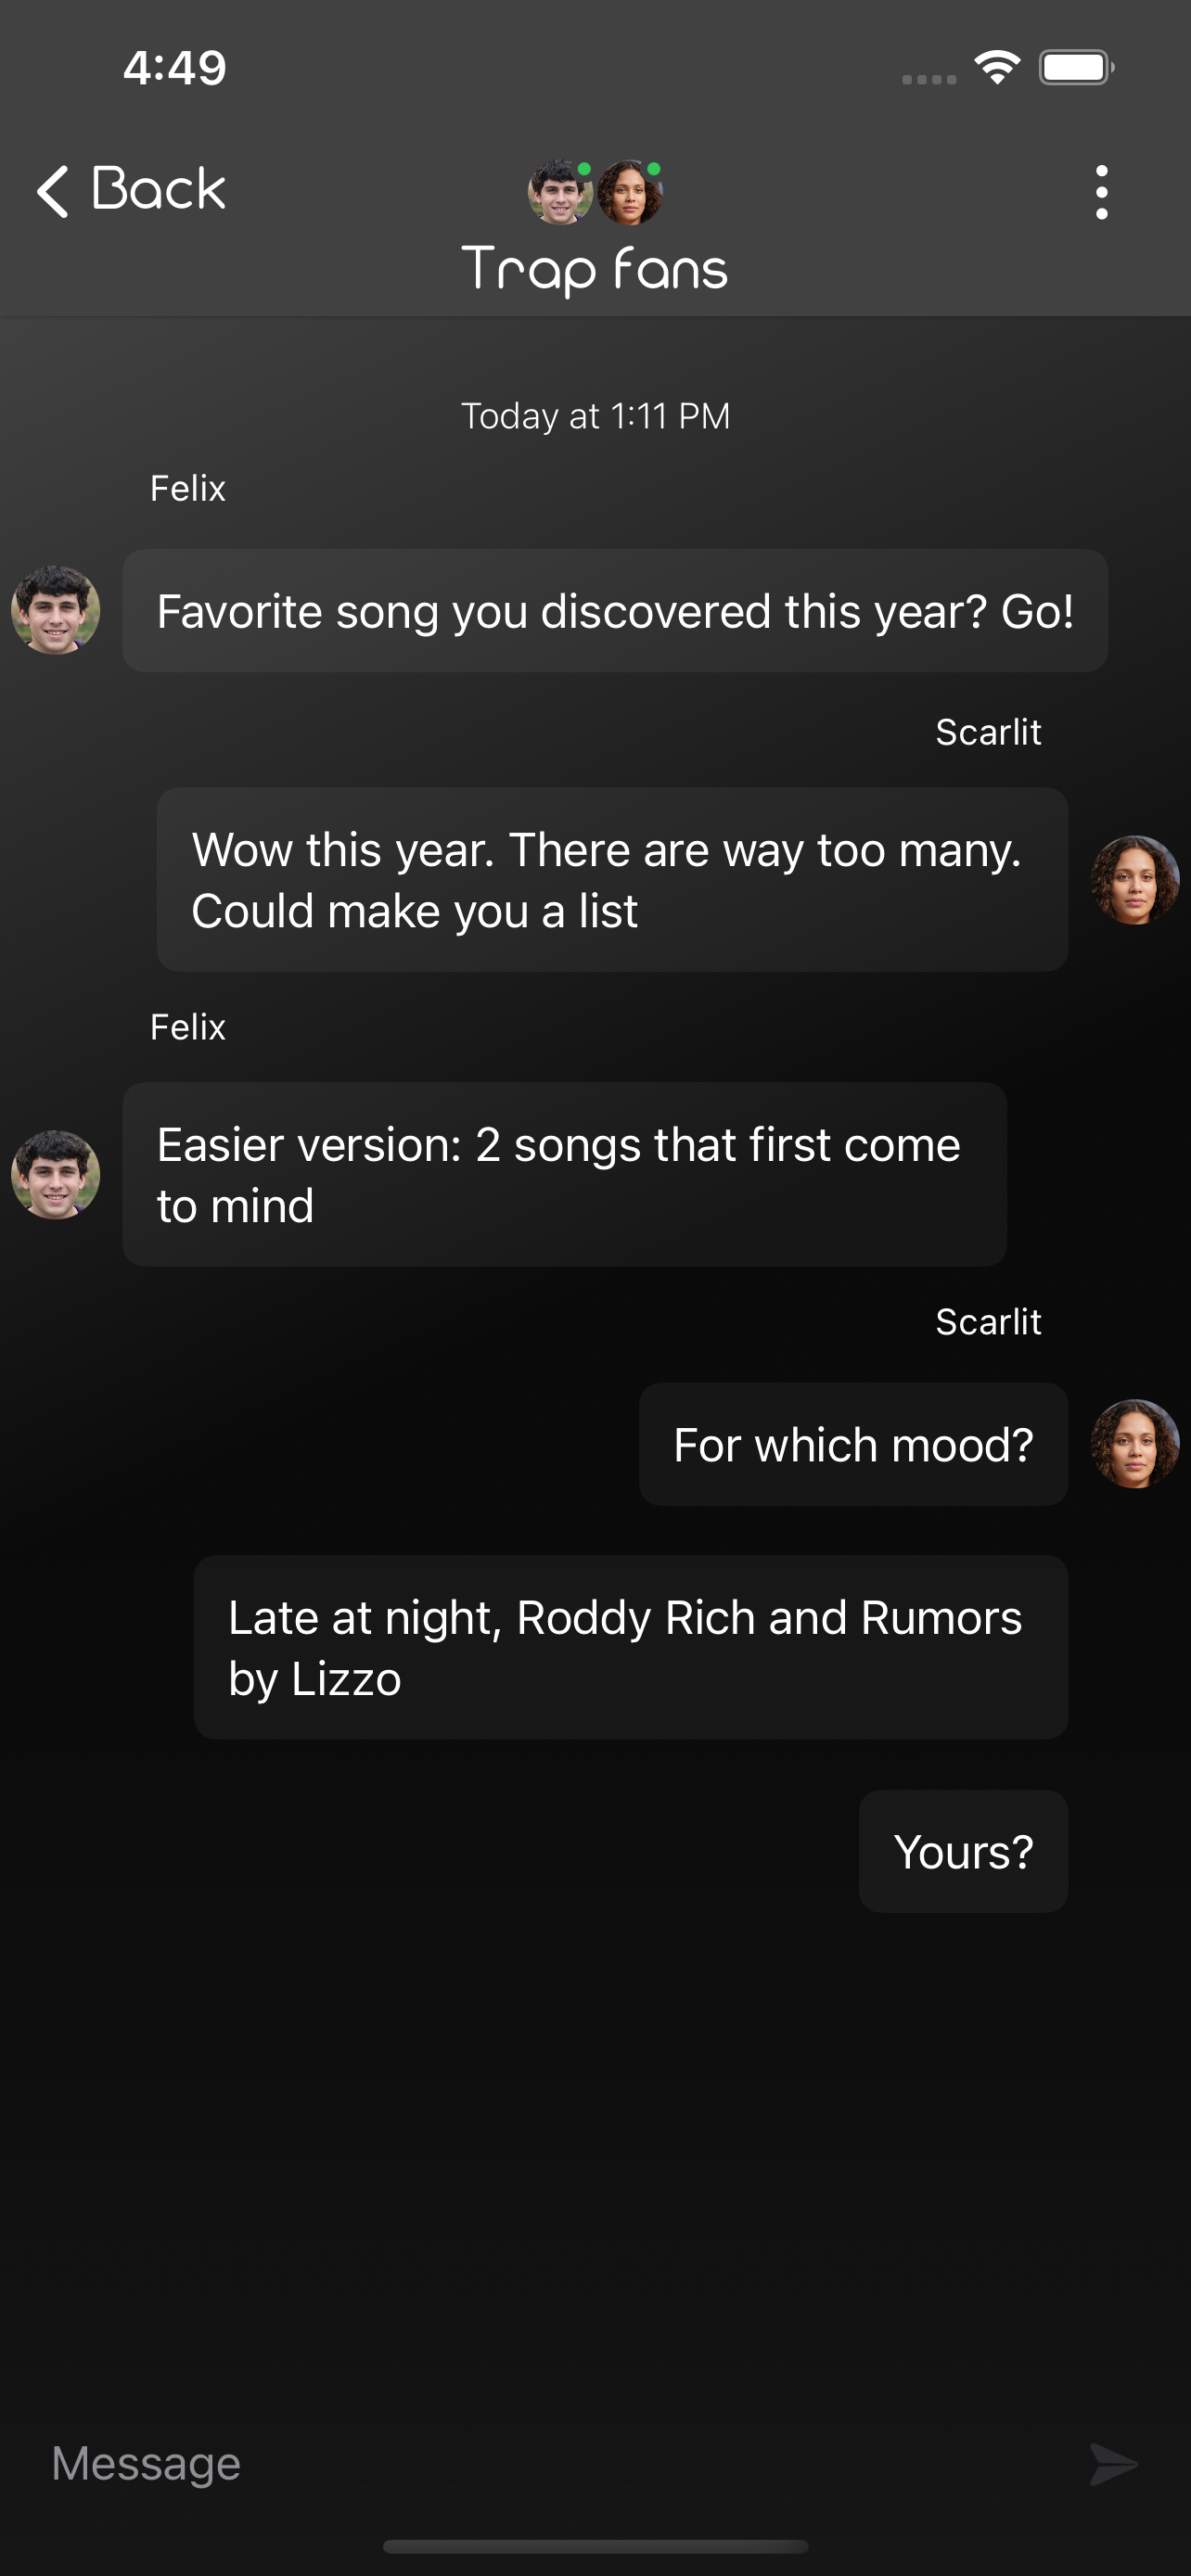 4:49
Back
Trap fans
Today at 1:11 PM
Felix
Favorite song you discovered this year? Go!
Scarlit
Wow this year. There are way too many.
Could make you a list
Felix
Easier version: 2 songs that first come
to mind
Scarlit
For which mood?
Late at night, Roddy Rich and Rumors
by Lizzo
Yours?
Message